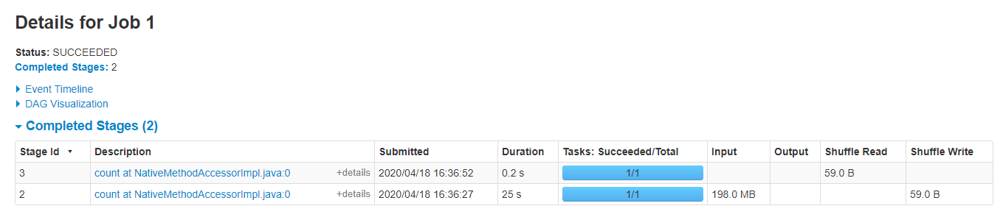 Details for Job 1
Status: SUCCEEDED
Completed Stages: 2
Event Timeline
DAG Visualization
Completed Stages (2)
Stage Id Description Submitted Duration Tasks: Succeeded/Total Input Output Shuffle Read Shuffle Write
3 count at NativeMethodAccessorImpl.java:0 +details 2020/04/18 16:36:52 0.2 s 1/1 59.0 B
2 count at NativeMethodAccessorImpl.java:0 +details 2020/04/18 16:36:27 25 s 1/1 198.0 MB 59.0 B